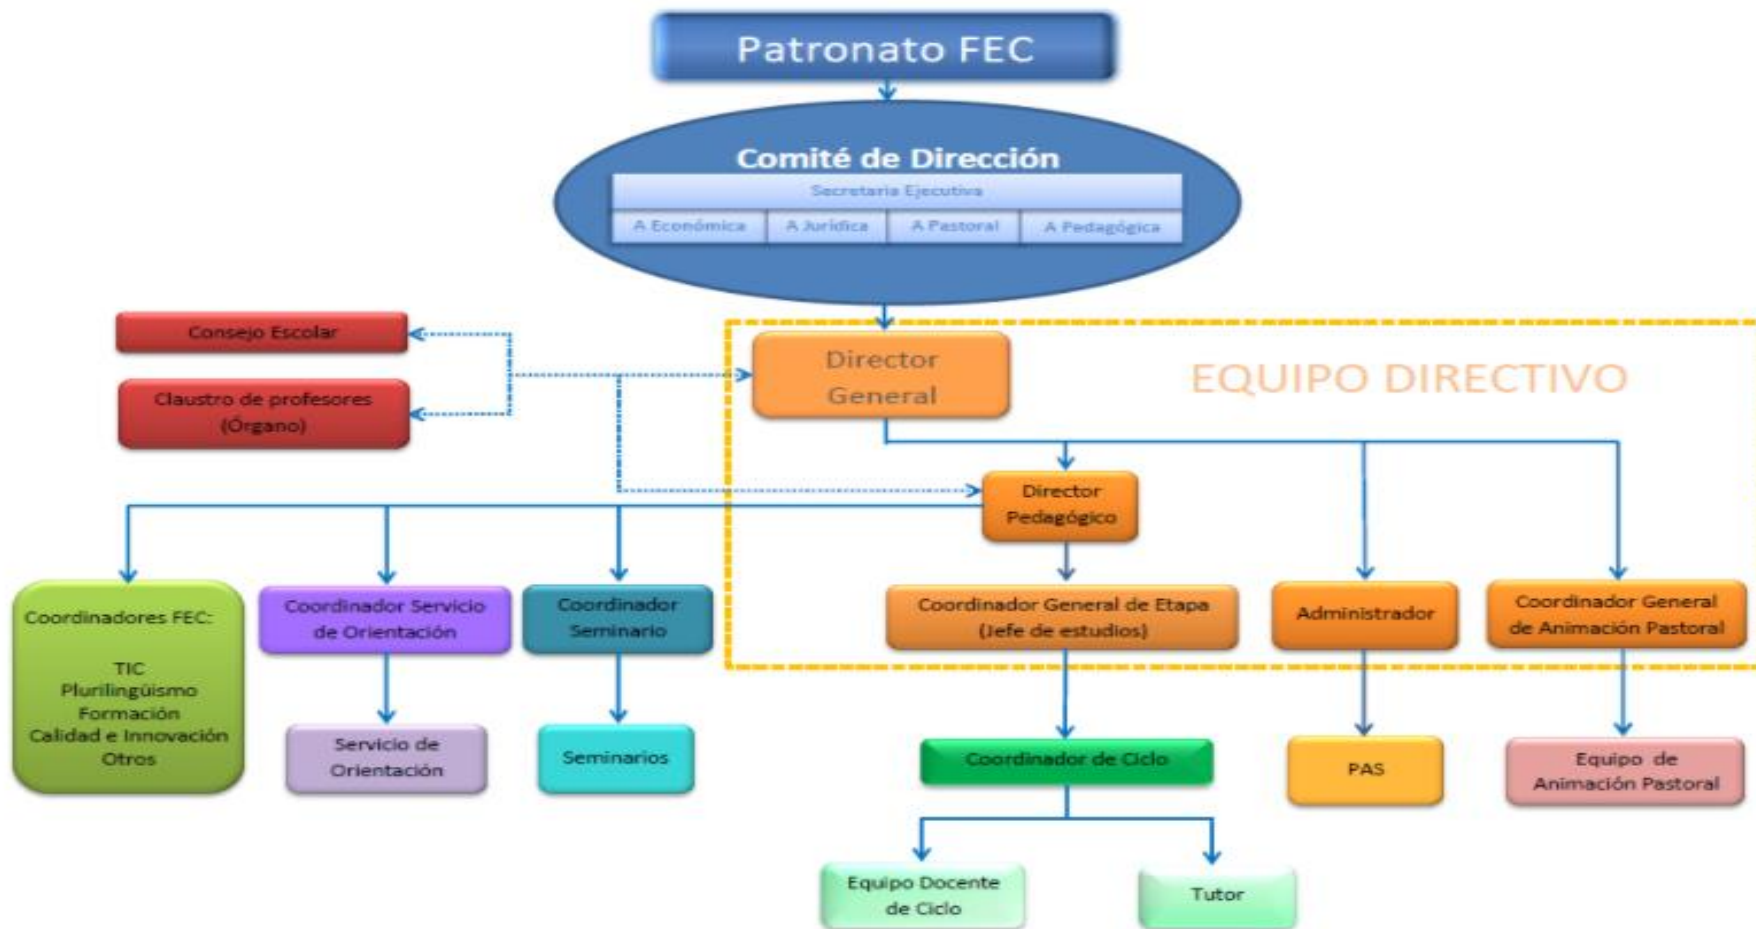 Patronato FEC
Comité de Dirección
Secretaria Ejecutiva
A Económica
A Jurídica
A Pastoral
A Pedagógica
Consejo Escolar
Claustro de profesores
(Órgano)
Director
General
EQUIPO DIRECTIVO
Director
Pedagógico
Coordinadores FEC:
TIC
Plurilingüismo
Formación
Calidad e Innovación
Otros
Coordinador Servicio
de Orientación
Coordinador
Seminario
Coordinador General de Etapa
(Jefe de estudios)
Administrador
Coordinador General
de Animación Pastoral
Servicio de
Orientación
Seminarios
Coordinador de Ciclo
PAS
Equipo de
Animación Pastoral
Equipo Docente
de Ciclo
Tutor